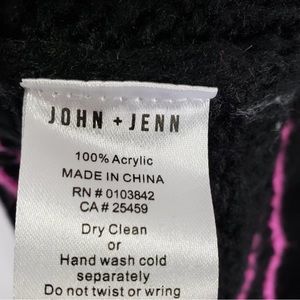 JOHN + JENN
100% Acrylic
MADE IN CHINA
RN # 0103842
CA # 25459
Dry Clean
or
Hand wash cold
separately
Do not twist or wring